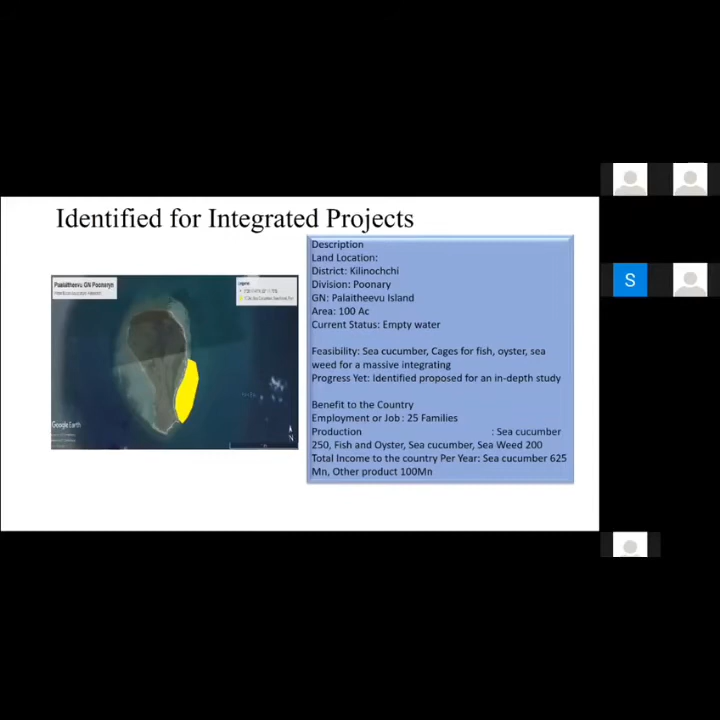 Identified for Integrated Projects
Paalaitheevu GN Poonaryn
Legend
Google Earth
N
Description
Land Location:
District: Kilinochchi
Division: Poonary
GN: Palaitheevu Island
Area: 100 Ac
Current Status: Empty water
Feasibility: Sea cucumber, Cages for fish, oyster, sea
weed for a massive integrating
Progress Yet: Identified proposed for an in-depth study
Benefit to the Country
Employment or Job : 25 Families
Production : Sea cucumber
250, Fish and Oyster, Sea cucumber, Sea Weed 200
Total Income to the country Per Year: Sea cucumber 625
Mn, Other product 100Mn
S